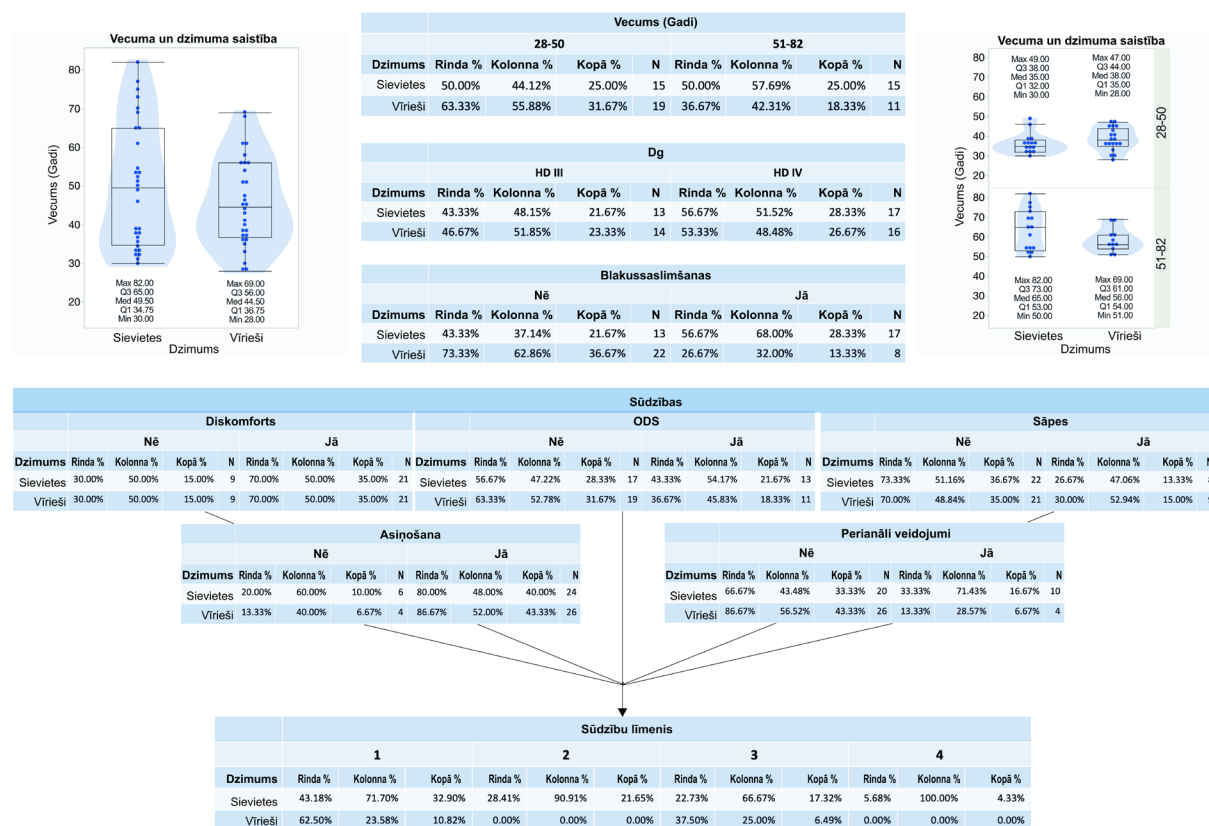 Vecuma un dzimuma saistība
80
70
60
50
40
30
20
Vecums (Gadi)
Max 82.00
Q3 65.00
Med 49.50
Q1 34.75
Min 30.00
Max 69.00
Q3 56.00
Med 44.50
Q1 36.75
Min 28.00
Sievietes Vīrieši
Dzimums
Vecums (Gadi)
28-50 51-82
Dzimums Rinda % Kolonna % Kopā % N Rinda % Kolonna % Kopā % N
Sievietes 50.00% 44.12% 25.00% 15 50.00% 57.69% 25.00% 15
Vīrieši 63.33% 55.88% 31.67% 19 36.67% 42.31% 18.33% 11
Dg
HD III HD IV
Dzimums Rinda % Kolonna % Kopā % N Rinda % Kolonna % Kopā % N
Sievietes 43.33% 48.15% 21.67% 13 56.67% 51.52% 28.33% 17
Vīrieši 46.67% 51.85% 23.33% 14 53.33% 48.48% 26.67% 16
Blakussaslimšanas
Nē Jā
Dzimums Rinda % Kolonna % Kopā % N Rinda % Kolonna % Kopā % N
Sievietes 43.33% 37.14% 21.67% 13 56.67% 68.00% 28.33% 17
Vīrieši 73.33% 62.86% 36.67% 22 26.67% 32.00% 13.33% 8
Vecuma un dzimuma saistība
80
70
60
50
40
30
20
80
70
60
50
40
30
20
Vecums (Gadi)
Max 49.00
Q3 38.00
Med 35.00
Q1 32.00
Min 30.00
Max 47.00
Q3 44.00
Med 38.00
Q1 35.00
Min 28.00
28-50
Max 82.00
Q3 73.00
Med 65.00
Q1 53.00
Min 50.00
Max 69.00
Q3 61.00
Med 56.00
Q1 54.00
Min 51.00
51-82
Sievietes Vīrieši
Dzimums
Sūdzības
Diskomforts
Nē Jā
Dzimums Rinda % Kolonna % Kopā % N Rinda % Kolonna % Kopā % N
Sievietes 30.00% 50.00% 15.00% 9 70.00% 50.00% 35.00% 21
Vīrieši 30.00% 50.00% 15.00% 9 70.00% 50.00% 35.00% 21
ODS
Nē Jā
Dzimums Rinda % Kolonna % Kopā % N Rinda % Kolonna % Kopā % N
Sievietes 56.67% 47.22% 28.33% 17 43.33% 54.17% 21.67% 13
Vīrieši 63.33% 52.78% 31.67% 19 36.67% 45.83% 18.33% 11
Sāpes
Nē Jā
Dzimums Rinda % Kolonna % Kopā % N Rinda % Kolonna % Kopā %
Sievietes 73.33% 51.16% 36.67% 22 26.67% 47.06% 13.33%
Vīrieši 70.00% 48.84% 35.00% 21 30.00% 52.94% 15.00%
Asiņošana
Nē Jā
Dzimums Rinda % Kolonna % Kopā % N Rinda % Kolonna % Kopā % N
Sievietes 20.00% 60.00% 10.00% 6 80.00% 48.00% 40.00% 24
Vīrieši 13.33% 40.00% 6.67% 4 86.67% 52.00% 43.33% 26
Perianāli veidojumi
Nē Jā
Dzimums Rinda % Kolonna % Kopā % N Rinda % Kolonna % Kopā % N
Sievietes 66.67% 43.48% 33.33% 20 33.33% 71.43% 16.67% 10
Vīrieši 86.67% 56.52% 43.33% 26 13.33% 28.57% 6.67% 4
Sūdzību līmenis
1 2 3 4
Dzimums Rinda % Kolonna % Kopā % Rinda % Kolonna % Kopā % Rinda % Kolonna % Kopā % Rinda % Kolonna % Kopā %
Sievietes 43.18% 71.70% 32.90% 28.41% 90.91% 21.65% 22.73% 66.67% 17.32% 5.68% 100.00% 4.33%
Vīrieši 62.50% 23.58% 10.82% 0.00% 0.00% 0.00% 37.50% 25.00% 6.49% 0.00% 0.00% 0.00%